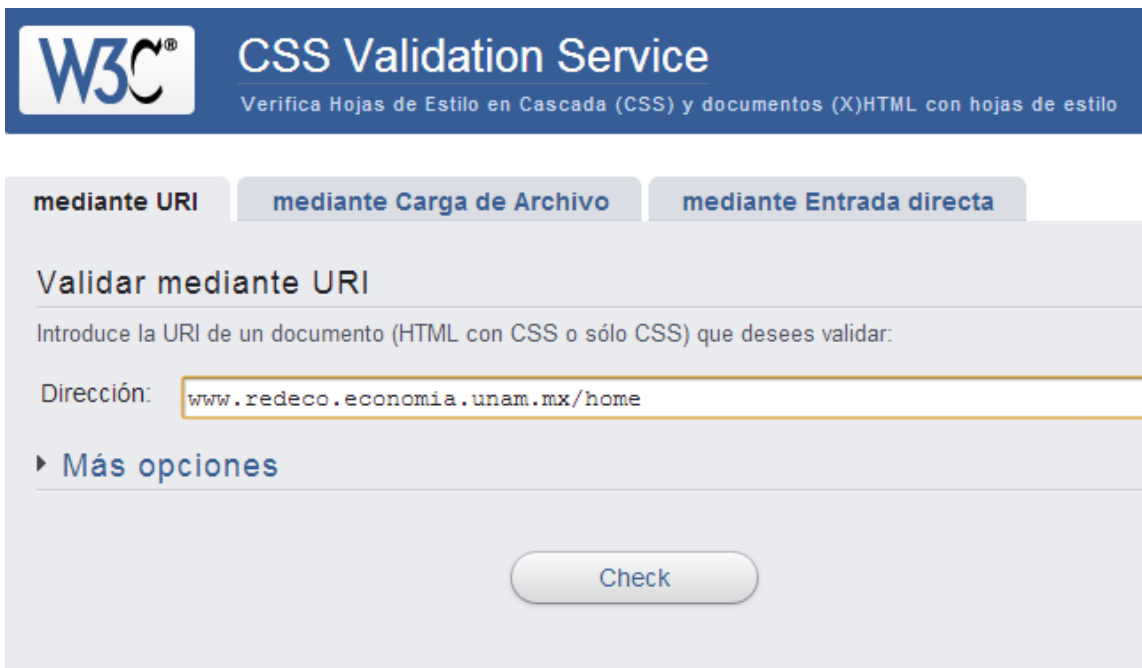 W3C®
CSS Validation Service
Verifica Hojas de Estilo en Cascada (CSS) y documentos (X)HTML con hojas de estilo
mediante URI
mediante Carga de Archivo
mediante Entrada directa
Validar mediante URI
Introduce la URI de un documento (HTML con CSS o sólo CSS) que desees validar:
Dirección: www.redeco.economia.unam.mx/home
Más opciones
Check